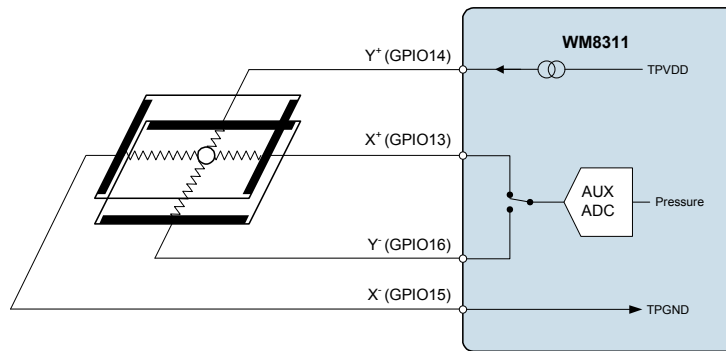 WM8311
Y+ (GPIO14)
TPVDD
X+ (GPIO13)
AUX
ADC
Pressure
Y- (GPIO16)
X- (GPIO15)
TPGND